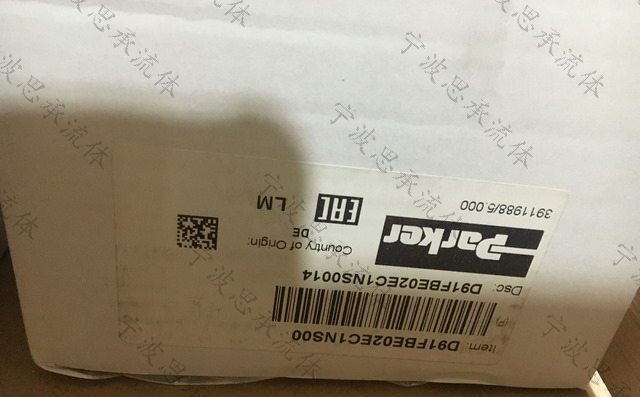 Item: D91FBE02EC1NS00
(P)
Dsc: D91FBE02EC1NS0014
Parker
Country of Origin:
DE
EAC
LM
3911988/5.000
宁波思承流体
宁波思承流体
宁波思承流体
宁波思承流体
宁波思承流体